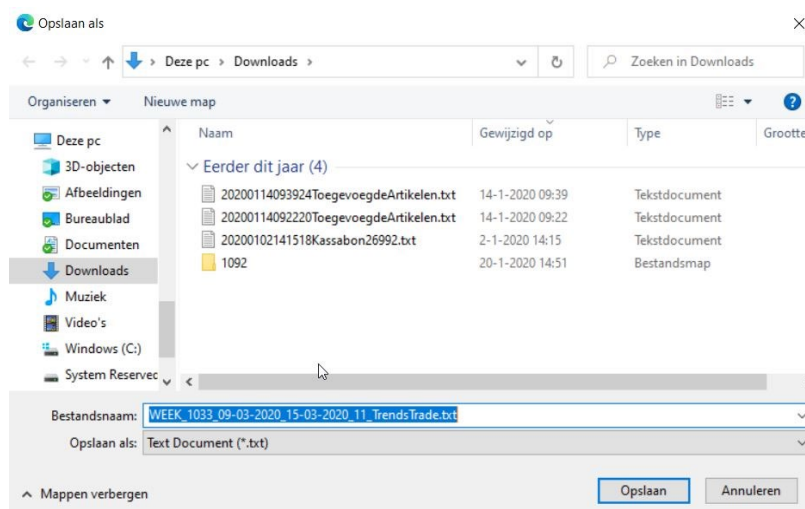 Opslaan als
Deze pc > Downloads >
Zoeken in Downloads
Organiseren
Nieuwe map
Naam Gewijzigd op Type Grootte
Eerder dit jaar (4)
20200114093924ToegevoegdeArtikelen.txt 14-1-2020 09:39 Tekstdocument
20200114092220ToegevoegdeArtikelen.txt 14-1-2020 09:22 Tekstdocument
20200102141518Kassabon26992.txt 2-1-2020 14:15 Tekstdocument
1092 20-1-2020 14:51 Bestandsmap
Deze pc
3D-objecten
Afbeeldingen
Bureaublad
Documenten
Downloads
Muziek
Video's
Windows (C:)
System Reserved
Bestandsnaam: WEEK_1033_09-03-2020_15-03-2020_11_TrendsTrade.txt
Opslaan als: Text Document (*.txt)
Mappen verbergen
Opslaan
Annuleren